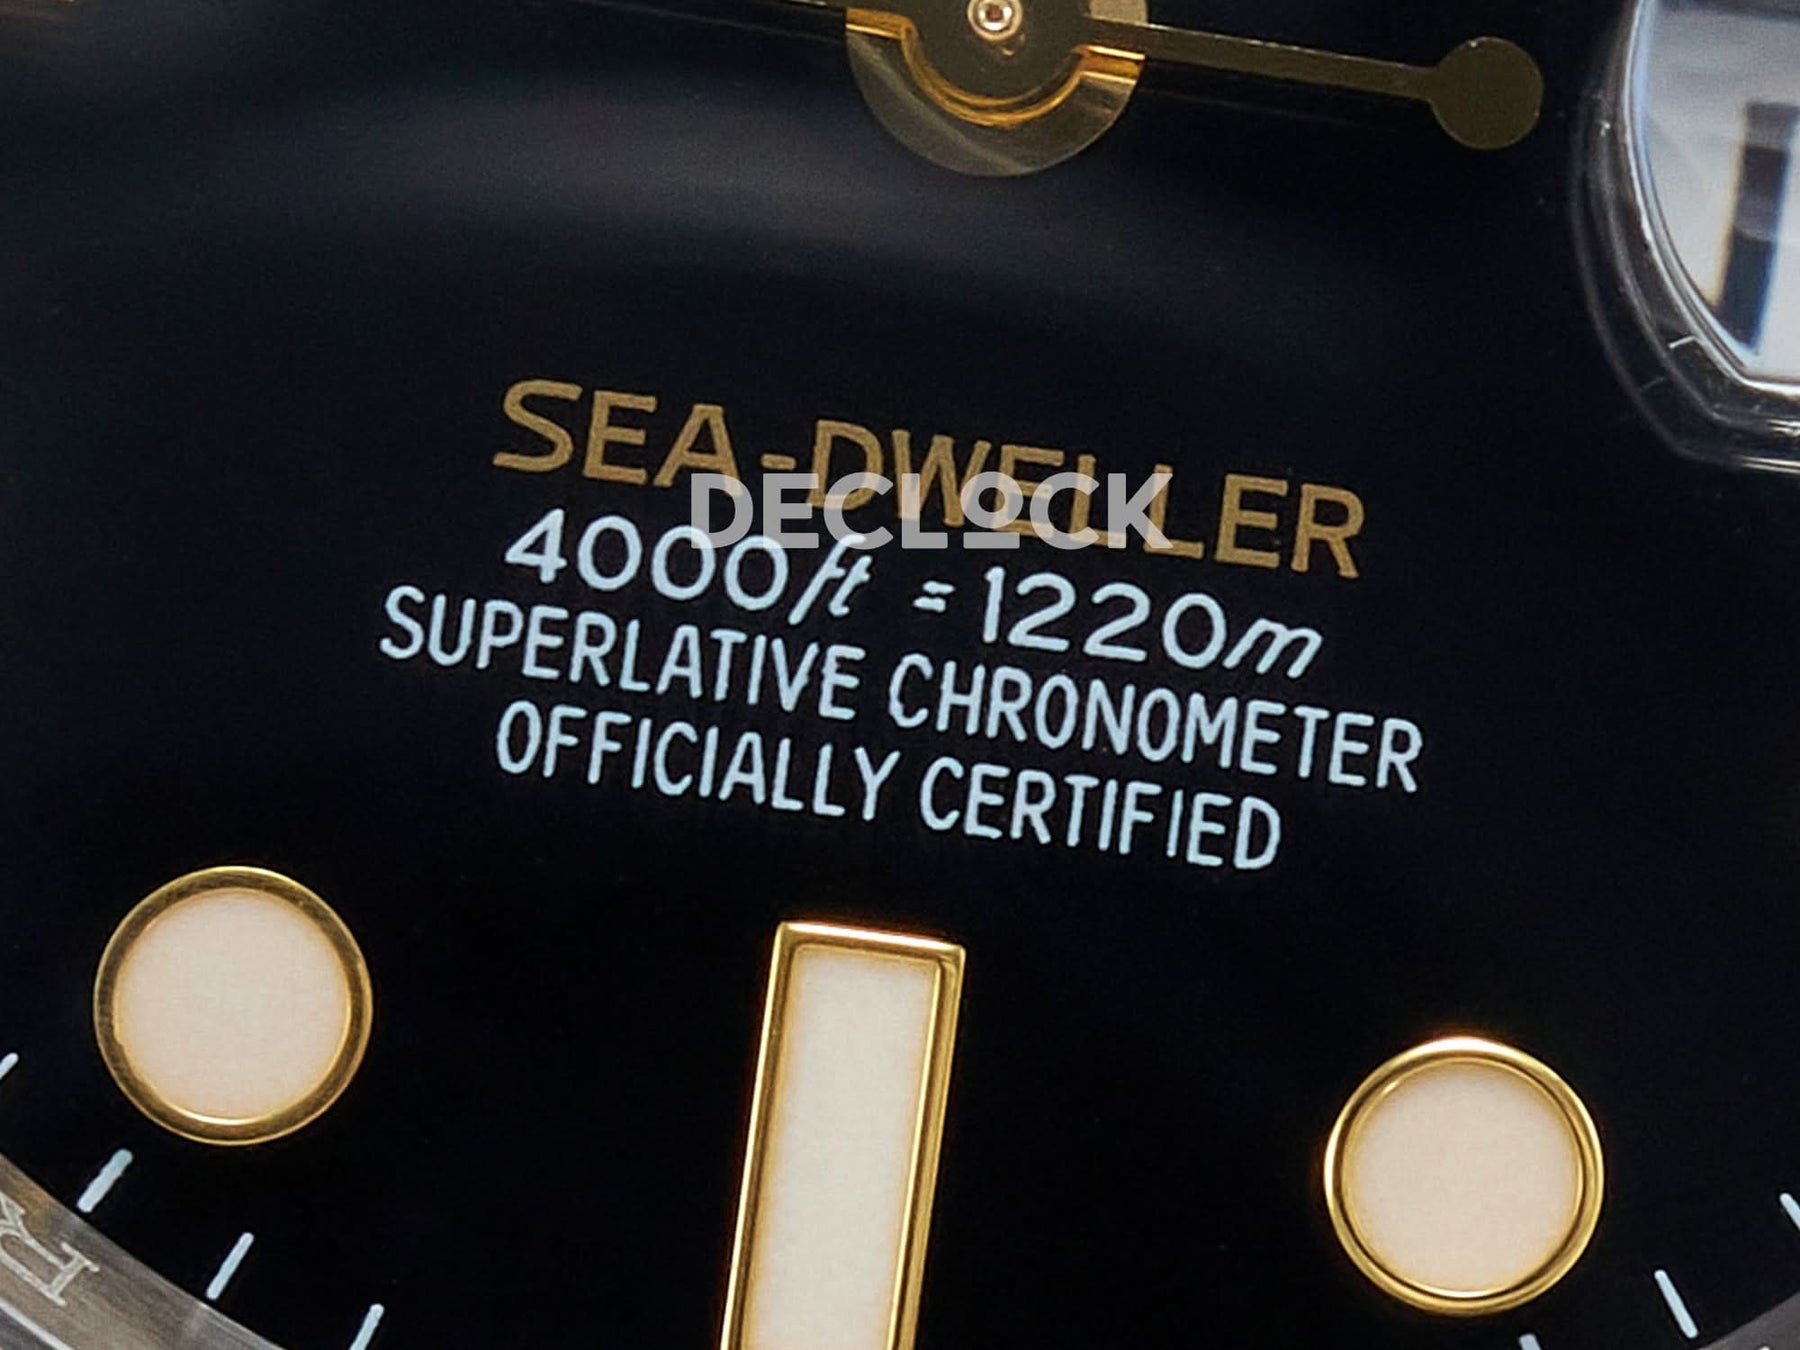 SEA-DWELLER
DECLOCK
4000ft = 1220m
SUPERLATIVE CHRONOMETER
OFFICIALLY CERTIFIED